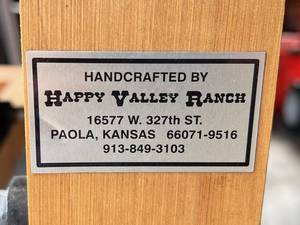 HANDCRAFTED BY
HAPPY VALLEY RANCH
16577 W. 327th ST.
PAOLA, KANSAS 66071-9516
913-849-3103